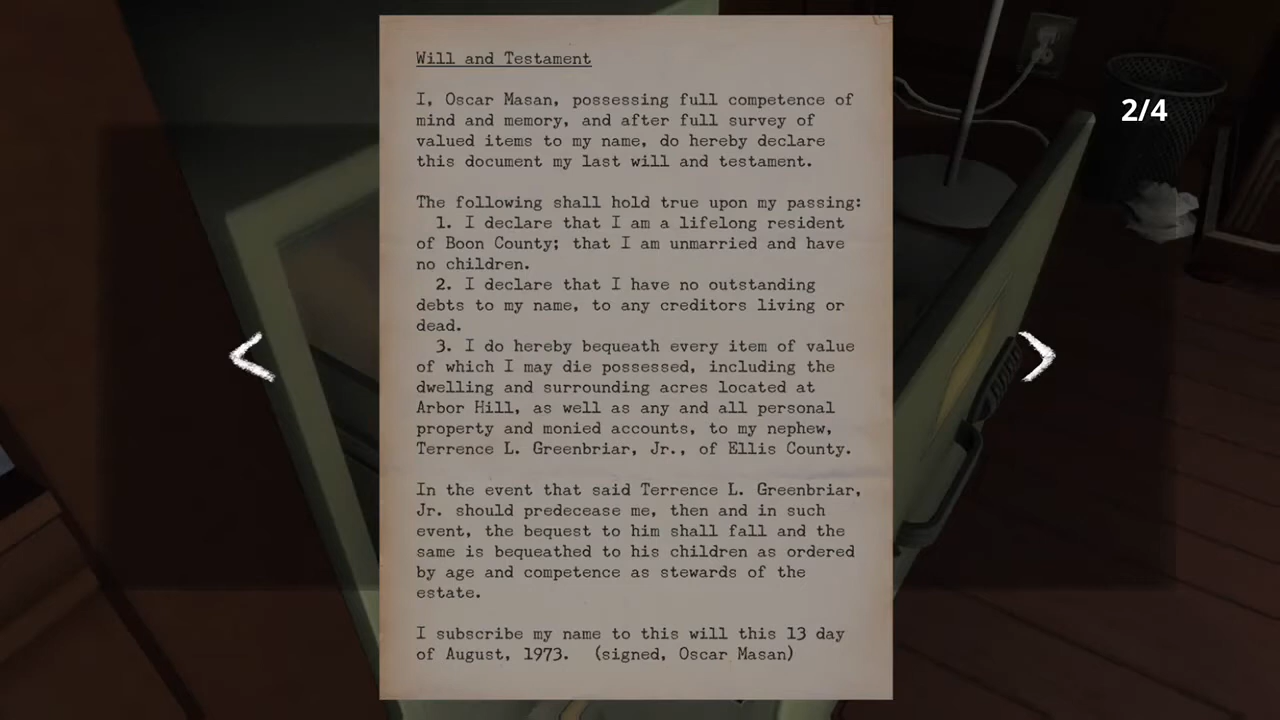 Will and Testament
I, Oscar Masan, possessing full competence of
mind and memory, and after full survey of
valued items to my name, do hereby declare
this document my last will and testament.
The following shall hold true upon my passing:
1. I declare that I am a lifelong resident
of Boon County; that I am unmarried and have
no children.
2. I declare that I have no outstanding
debts to my name, to any creditors living or
dead.
3. I do hereby bequeath every item of value
of which I may die possessed, including the
dwelling and surrounding acres located at
Arbor Hill, as well as any and all personal
property and monied accounts, to my nephew,
Terrence L. Greenbriar, Jr., of Ellis County.
In the event that said Terrence L. Greenbriar,
Jr. should predecease me, then and in such
event, the bequest to him shall fall and the
same is bequeathed to his children as ordered
by age and competence as stewards of the
estate.
I subscribe my name to this will this 13 day
of August, 1973. (signed, Oscar Masan)
2/4